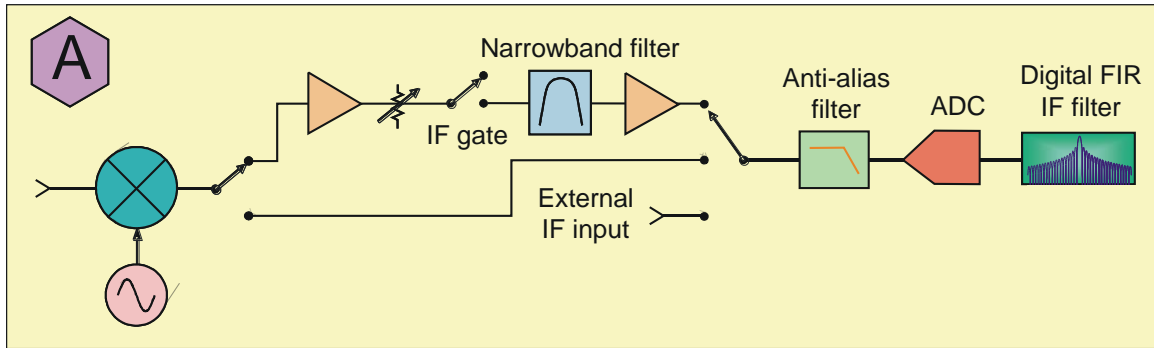 A
Narrowband filter
IF gate
External
IF input
Anti-alias
filter
ADC
Digital FIR
IF filter